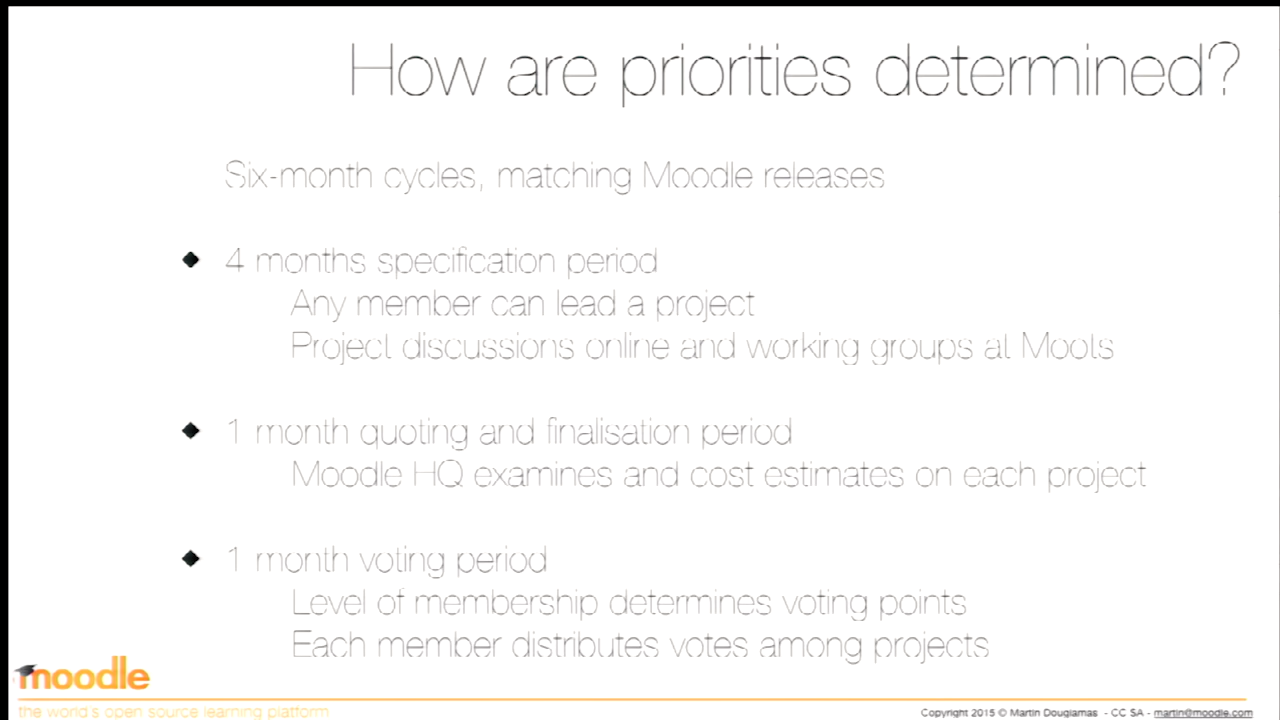 How are priorities determined?
Six-month cycles, matching Moodle releases
4 months specification period
Any member can lead a project
Project discussions online and working groups at Moots
1 month quoting and finalisation period
Moodle HQ examines and cost estimates on each project
1 month voting period
Level of membership determines voting points
Each member distributes votes among projects
moodle
the world's open source learning platform
Copyright 2015 © Martin Dougiamas - CC SA - martin@moodle.com